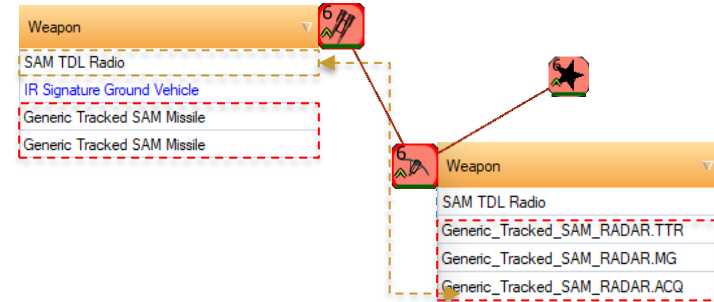 Weapon
6
SAM TDL Radio
IR Signature Ground Vehicle
Generic Tracked SAM Missile
Generic Tracked SAM Missile
6
6
Weapon
SAM TDL Radio
Generic_Tracked_SAM_RADAR.TTR
Generic_Tracked_SAM_RADAR.MG
Generic_Tracked_SAM_RADAR.ACQ